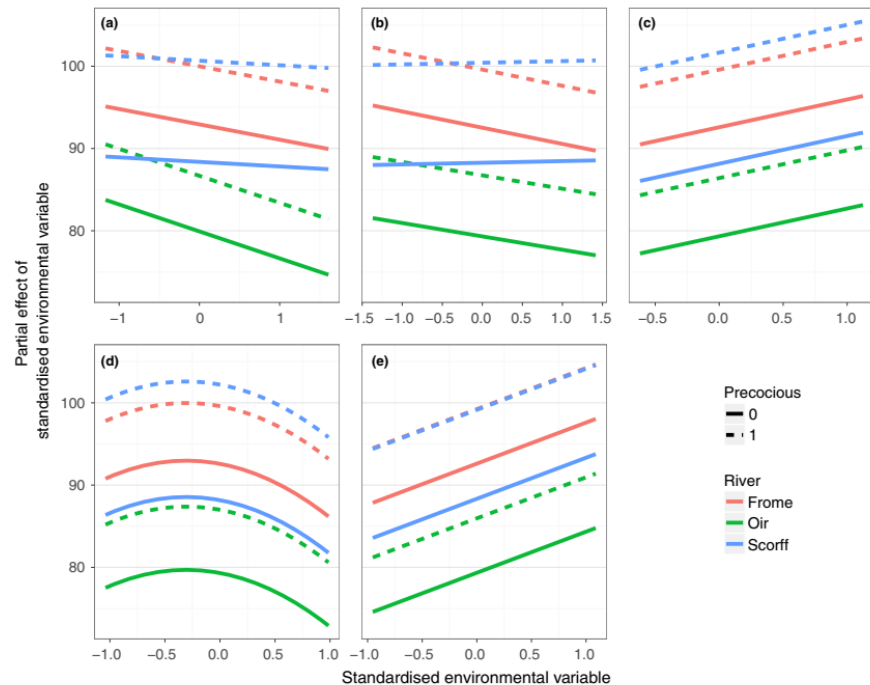 (a)
(b)
(c)
100
90
80
−1
0
1
−1.5
−1.0
−0.5
0.0
0.5
1.0
1.5
−0.5
0.0
0.5
1.0
Partial effect of
standardised environmental variable
(d)
(e)
100
90
80
−1.0
−0.5
0.0
0.5
1.0
−1.0
−0.5
0.0
0.5
1.0
Standardised environmental variable
Precocious
0
1
River
Frome
Oir
Scorff